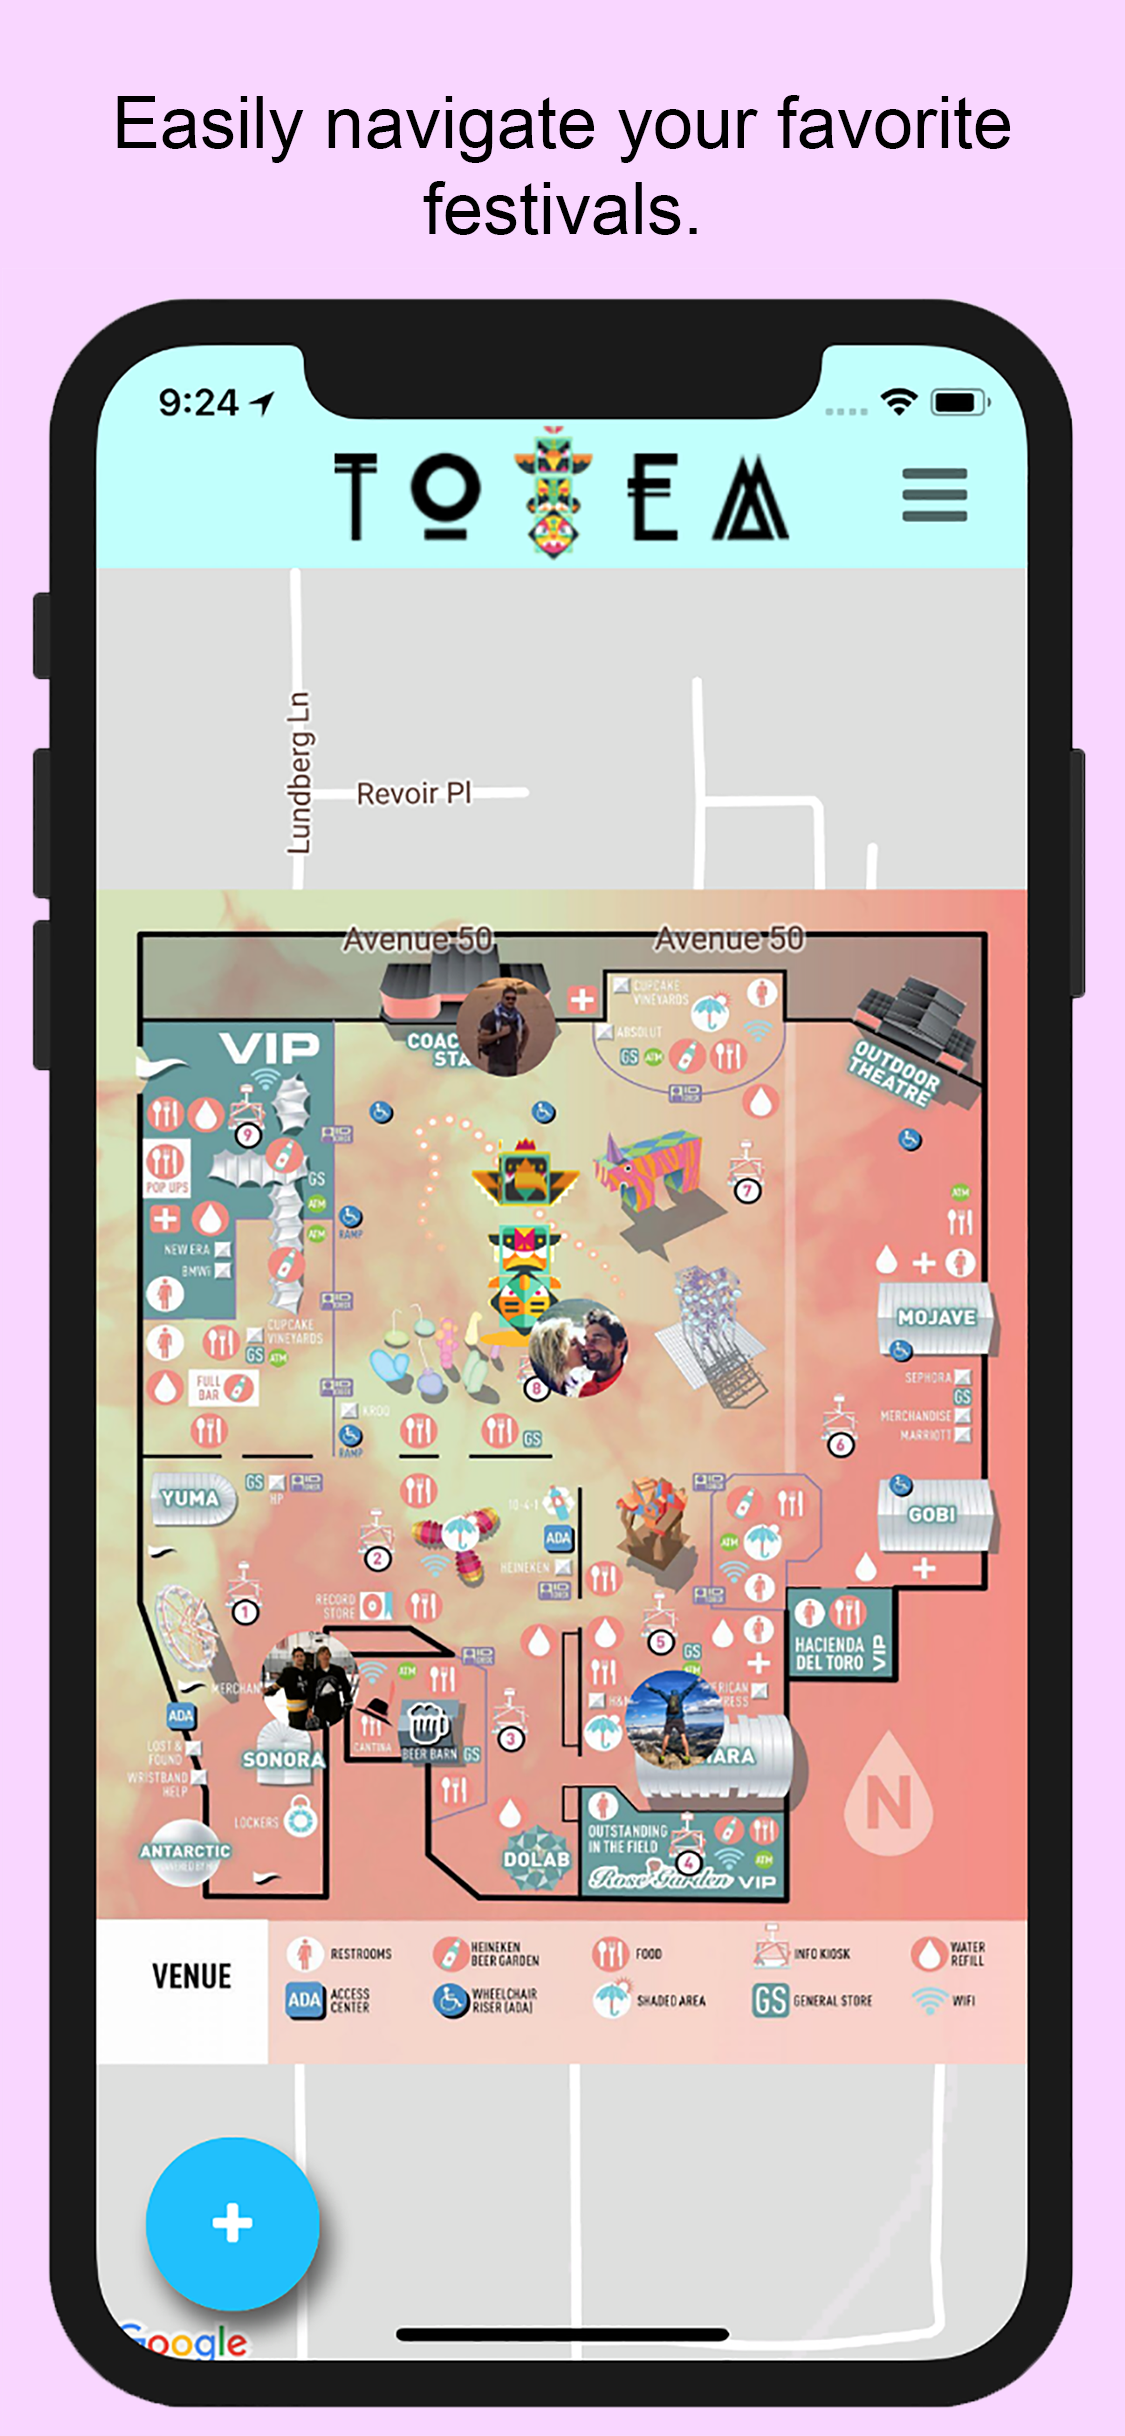 Easily navigate your favorite
festivals.
9:24
TOTEM
Lundberg Ln
Revoir Pl
Avenue 50
Avenue 50
CUPCAKE
VINEYARDS
ABSOLUT
GS ATM
VIP
COAC
STA
OUTDOOR
THEATRE
9
POP UPS
GS
ATM
ATM
RAMP
NEW ERA
BMWi
7
ATM
MOJAVE
CUPCAKE
VINEYARDS
GS ATM
FULL
BAR
KROQ
RAMP
GS
8
SEPHORA
GS
MERCHANDISE
MARRIOTT
6
YUMA
GS
HP
10-4-1
ADA
HEINEKEN
2
ATM
GOBI
1
RECORD
STORE
5
GS
ATM
HACIENDA
DEL TORO
VIP
MERCHAN
ATM
H&M
ERICAN
RESS
ADA
LOST &
FOUND
WRISTBAND
HELP
SONORA
CANTINA
BEER BARN
GS
3
ARA
N
LOCKERS
ANTARCTIC
DOLAB
OUTSTANDING
IN THE FIELD
4
ATM
Rose Garden VIP
VENUE
RESTROOMS
HEINEKEN
BEER GARDEN
FOOD
INFO KIOSK
WATER
REFILL
ADA
ACCESS
CENTER
WHEELCHAIR
RISER (ADA)
SHADED AREA
GS
GENERAL STORE
WIFI
Google